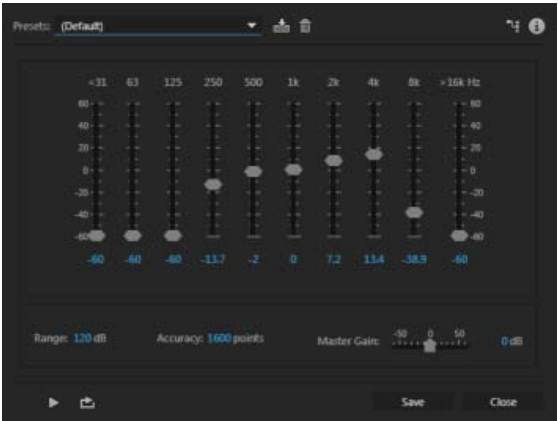 Presets: (Default)
<31 63 125 250 500 1k 2k 4k 8k >16k Hz
60 60
40 40
20 20
0 0
-20 -20
-40 -40
-60 -60
-60 -60 -60 -13.7 -2 0 7.2 13.4 -38.9 -60
Range: 120 dB Accuracy: 1600 points Master Gain: -50 0 50 0 dB
Save Close